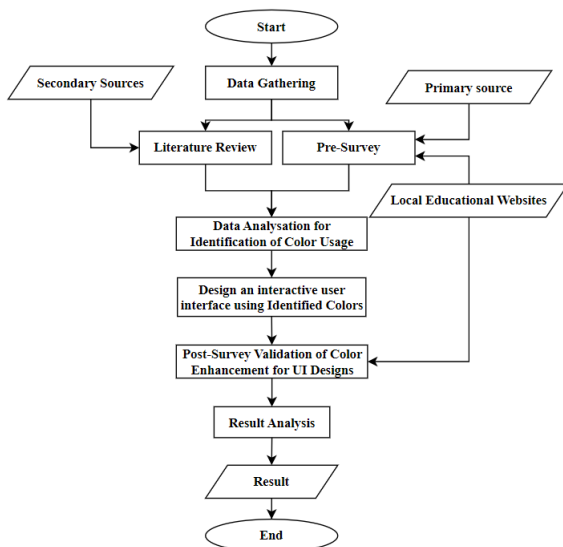 Start
Secondary Sources
Data Gathering
Primary source
Literature Review
Pre-Survey
Local Educational Websites
Data Analysation for
Identification of Color Usage
Design an interactive user
interface using Identified Colors
Post-Survey Validation of Color
Enhancement for UI Designs
Result Analysis
Result
End